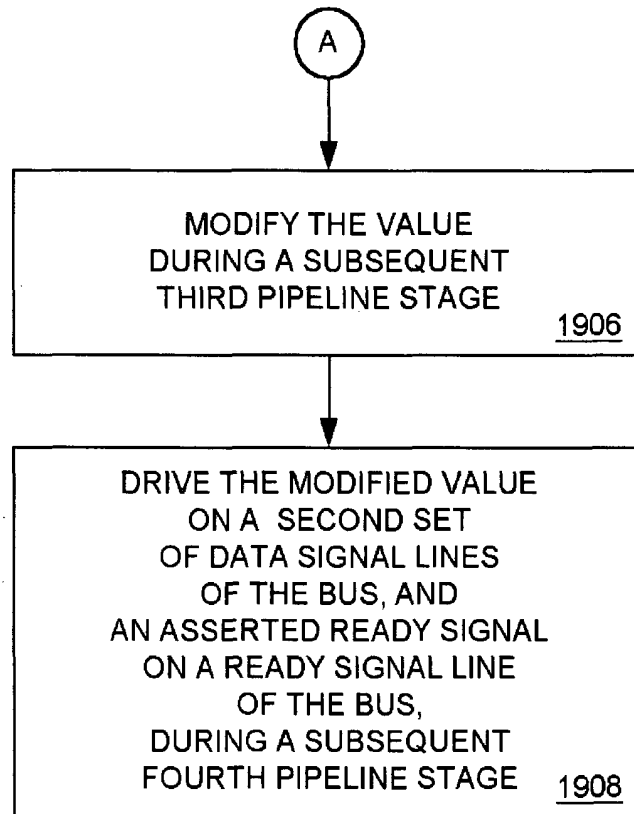 A
MODIFY THE VALUE
DURING A SUBSEQUENT
THIRD PIPELINE STAGE
1906
DRIVE THE MODIFIED VALUE
ON A SECOND SET
OF DATA SIGNAL LINES
OF THE BUS, AND
AN ASSERTED READY SIGNAL
ON A READY SIGNAL LINE
OF THE BUS,
DURING A SUBSEQUENT
FOURTH PIPELINE STAGE
1908